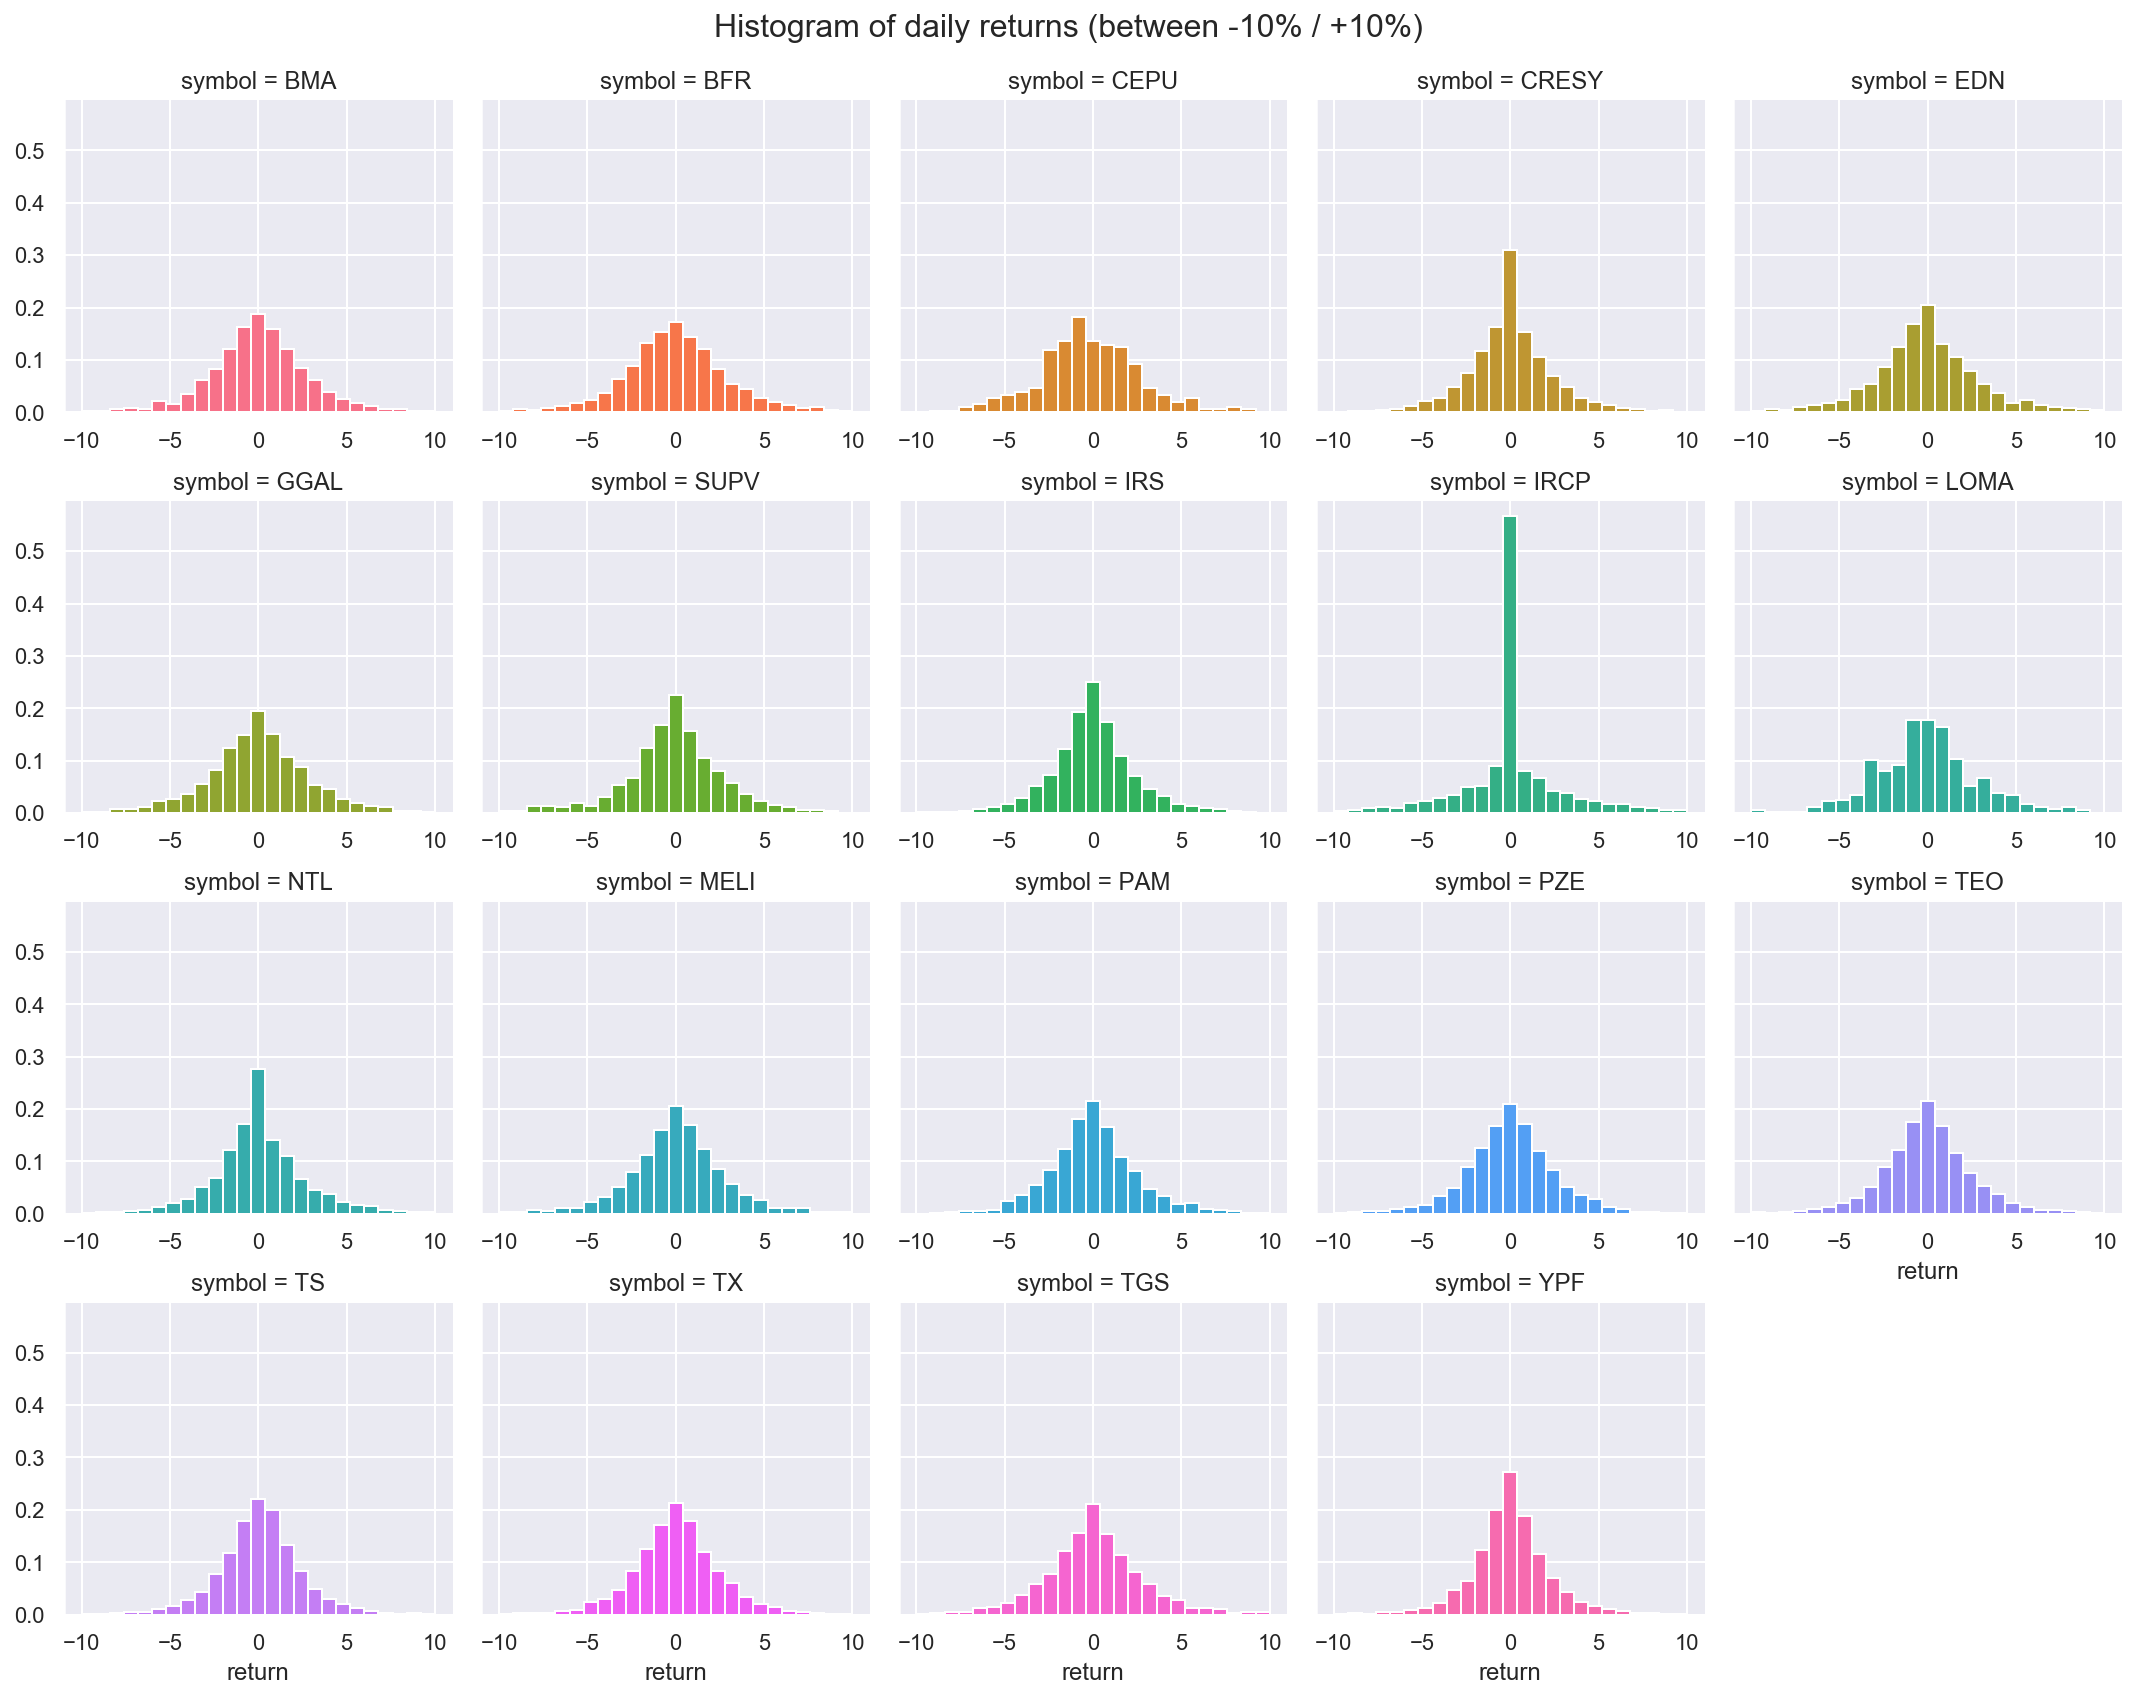 Histogram of daily returns (between -10% / +10%)
symbol = BMA symbol = BFR symbol = CEPU symbol = CRESY symbol = EDN
0.5
0.4
0.3
0.2
0.1
0.0
−10 −5 0 5 10 −10 −5 0 5 10 −10 −5 0 5 10 −10 −5 0 5 10 −10 −5 0 5 10
symbol = GGAL symbol = SUPV symbol = IRS symbol = IRCP symbol = LOMA
0.5
0.4
0.3
0.2
0.1
0.0
−10 −5 0 5 10 −10 −5 0 5 10 −10 −5 0 5 10 −10 −5 0 5 10 −10 −5 0 5 10
symbol = NTL symbol = MELI symbol = PAM symbol = PZE symbol = TEO
0.5
0.4
0.3
0.2
0.1
0.0
−10 −5 0 5 10 −10 −5 0 5 10 −10 −5 0 5 10 −10 −5 0 5 10 −10 −5 0 5 10
return
symbol = TS symbol = TX symbol = TGS symbol = YPF
0.5
0.4
0.3
0.2
0.1
0.0
−10 −5 0 5 10 −10 −5 0 5 10 −10 −5 0 5 10 −10 −5 0 5 10
return return return return